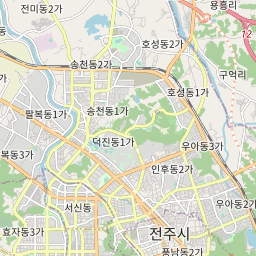 전미동2가
용흥리
호성동2가
12
송천동2가
구억리
호성동1가
송천동1가
팔복동1가
덕진동1가
우아동3가
복동3가
인후동2가
서신동
우아동2가
효자동3가
전주시
풍남동2가